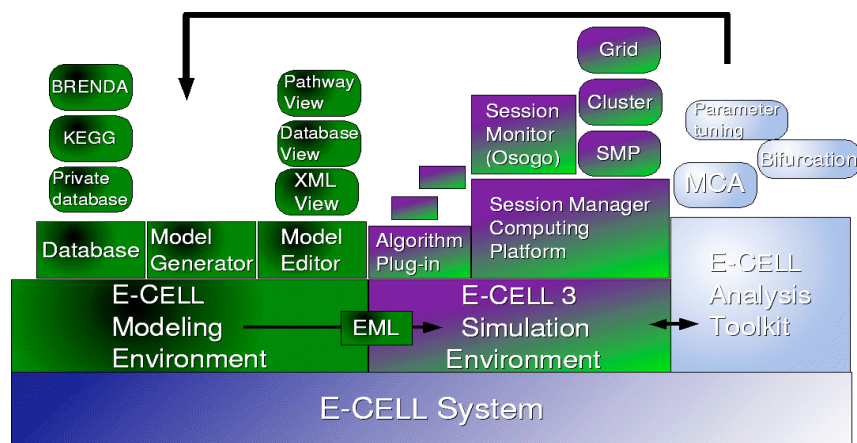 BRENDA
KEGG
Private
database
Pathway
View
Database
View
XML
View
Session
Monitor
(Osogo)
Grid
Cluster
SMP
Parameter
tuning
Bifurcation
MCA
Database
Model
Generator
Model
Editor
Algorithm
Plug-in
Session Manager
Computing
Platform
E-CELL
Analysis
Toolkit
E-CELL
Modeling
Environment
EML
E-CELL 3
Simulation
Environment
E-CELL System